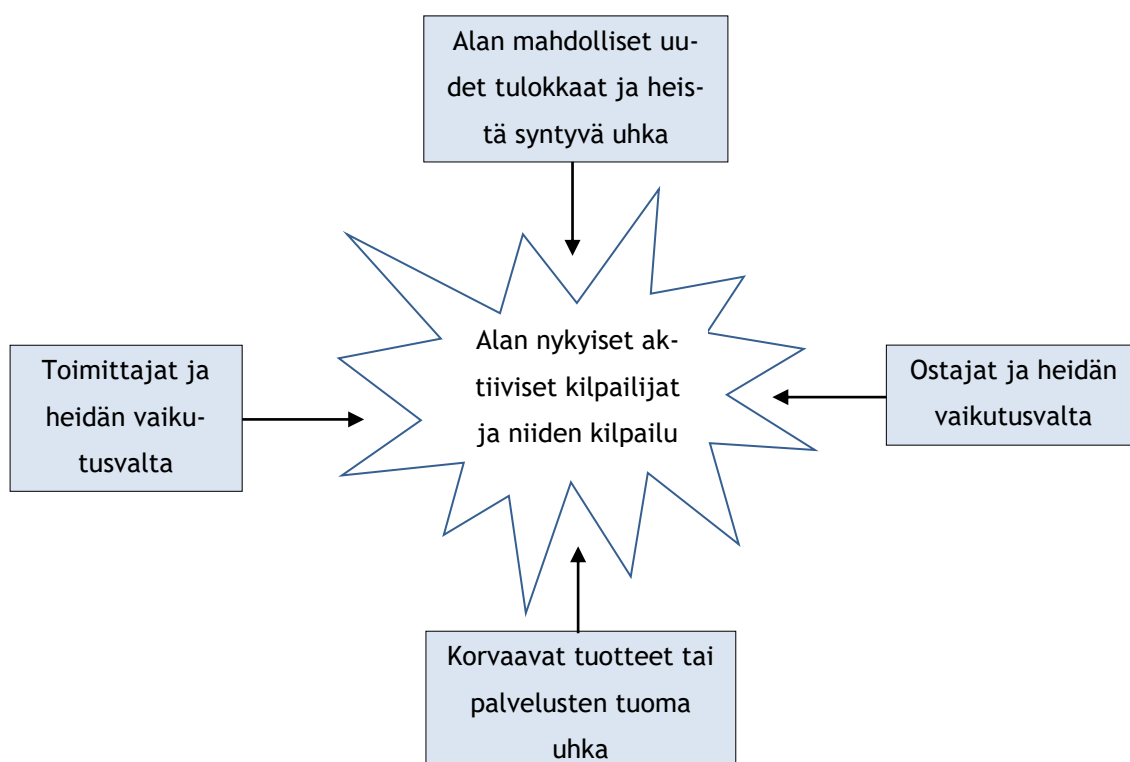 Alan mahdolliset uu-
det tulokkaat ja heis-
tä syntyvä uhka
Alan nykyiset ak-
tiiviset kilpailijat
ja niiden kilpailu
Toimittajat ja
heidän vaiku-
tusvalta
Ostajat ja heidän
vaikutusvalta
Korvaavat tuotteet tai
palvelusten tuoma
uhka